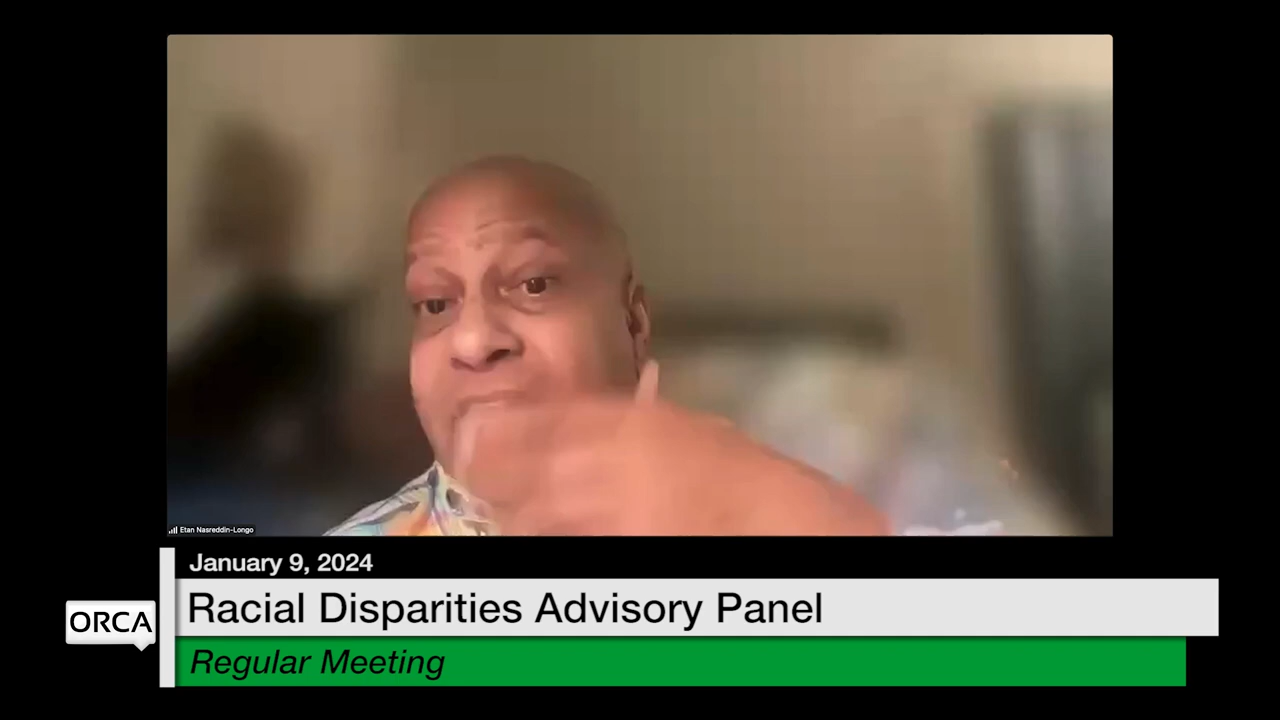 Etan Nasreddin-Longo
January 9, 2024
Racial Disparities Advisory Panel
ORCA
Regular Meeting